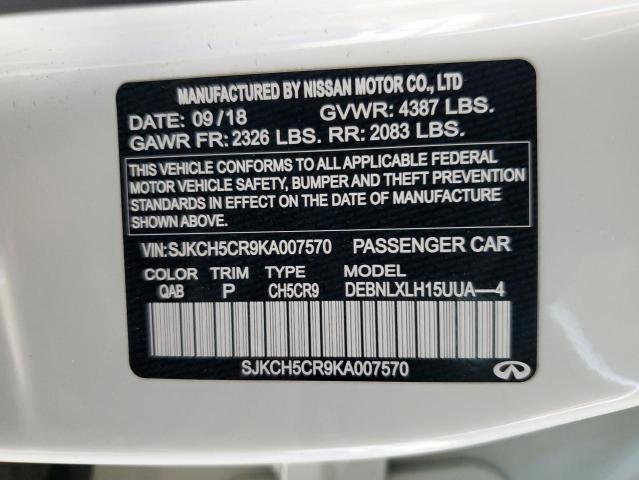 MANUFACTURED BY NISSAN MOTOR CO., LTD
DATE: 09/18 GVWR: 4387 LBS.
GAWR FR: 2326 LBS. RR: 2083 LBS.
THIS VEHICLE CONFORMS TO ALL APPLICABLE FEDERAL
MOTOR VEHICLE SAFETY, BUMPER AND THEFT PREVENTION
STANDARDS IN EFFECT ON THE DATE OF MANUFACTURE
SHOWN ABOVE.
VIN:SJKCH5CR9KA007570 PASSENGER CAR
COLOR TRIM TYPE
QAB P CH5CR9 DEBNLXLH15UUA—4
SJKCH5CR9KA007570